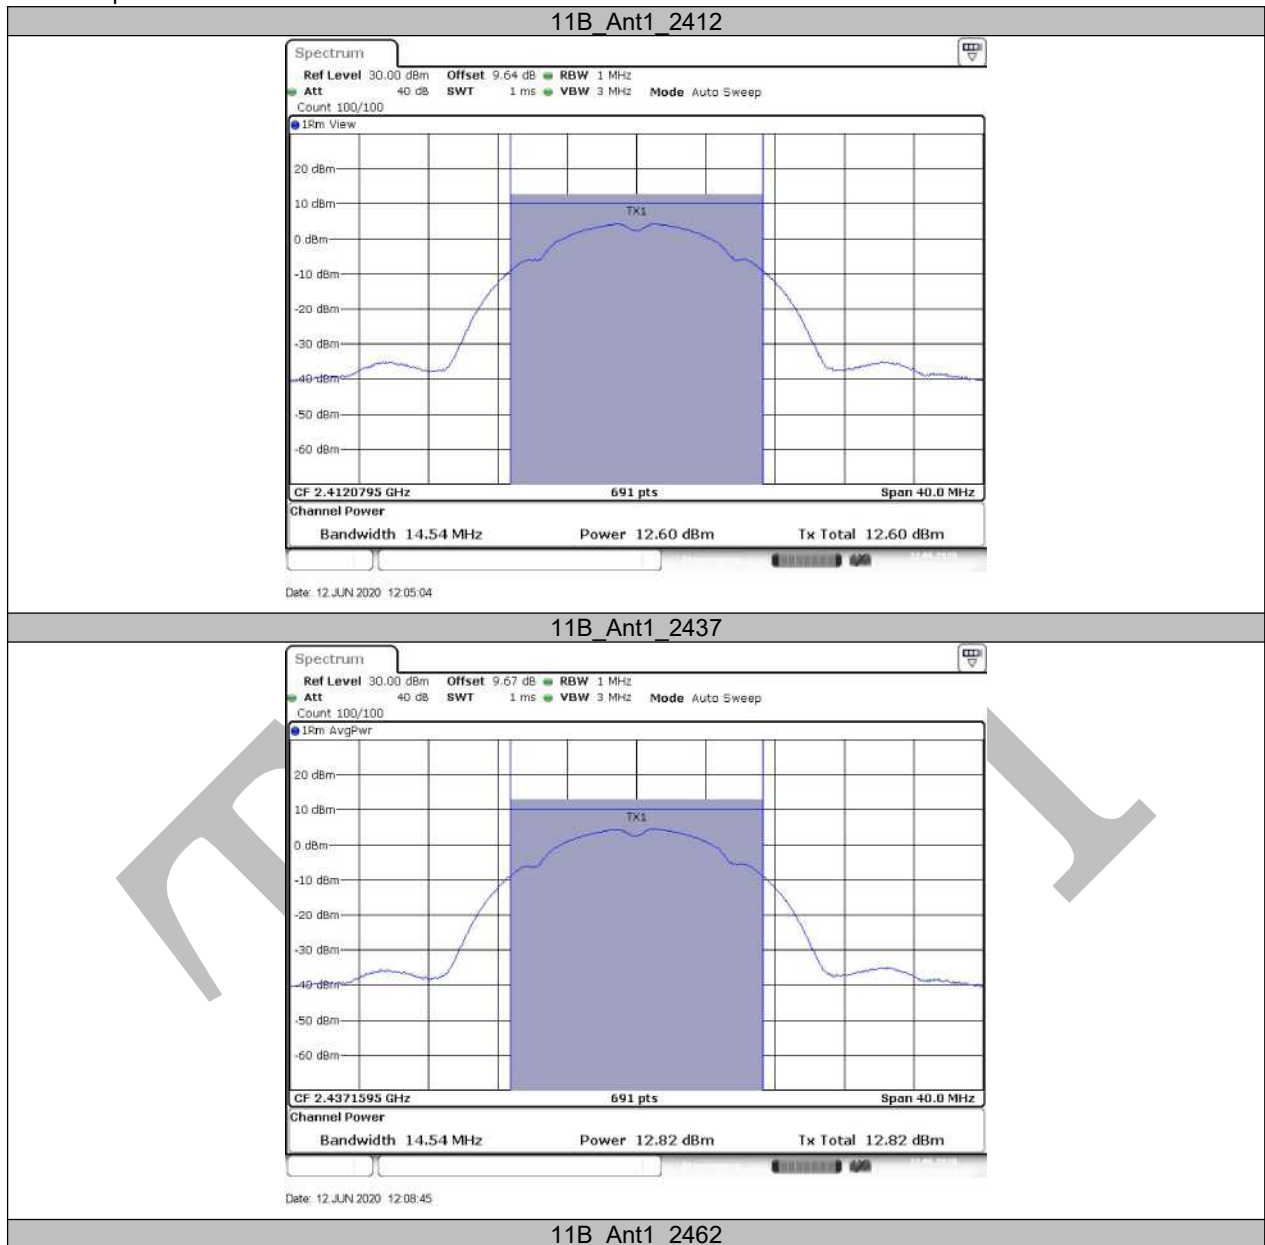 11B_Ant1_2412
Spectrum
Ref Level 30.00 dBm Offset 9.64 dB RBW 1 MHz
Att 40 dB SWT 1 ms VBW 3 MHz Mode Auto Sweep
Count 100/100
1Rm View
20 dBm
10 dBm
TX1
0 dBm
-10 dBm
-20 dBm
-30 dBm
-40 dBm
-50 dBm
-60 dBm
CF 2.4120795 GHz 691 pts Span 40.0 MHz
Channel Power
Bandwidth 14.54 MHz Power 12.60 dBm Tx Total 12.60 dBm
Date: 12.JUN.2020 12:05:04
11B_Ant1_2437
Spectrum
Ref Level 30.00 dBm Offset 9.67 dB RBW 1 MHz
Att 40 dB SWT 1 ms VBW 3 MHz Mode Auto Sweep
Count 100/100
1Rm AvgPwr
20 dBm
10 dBm
TX1
0 dBm
-10 dBm
-20 dBm
-30 dBm
-40 dBm
-50 dBm
-60 dBm
CF 2.4371595 GHz 691 pts Span 40.0 MHz
Channel Power
Bandwidth 14.54 MHz Power 12.82 dBm Tx Total 12.82 dBm
Date: 12.JUN.2020 12:08:45
11B_Ant1_2462